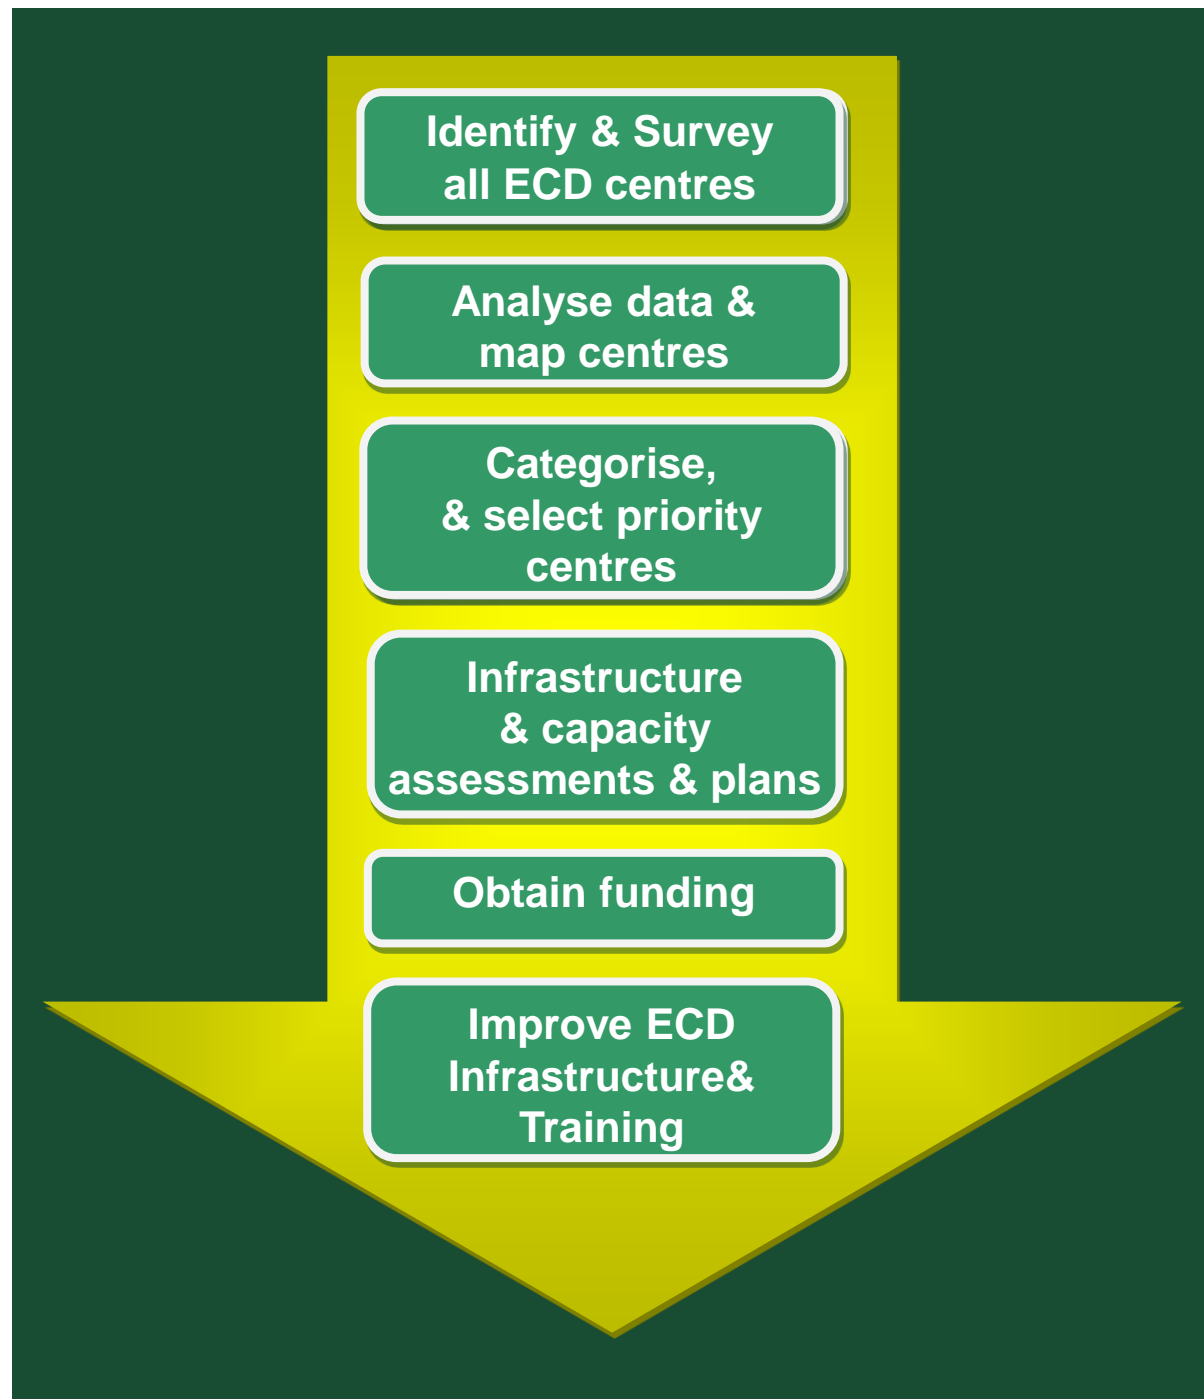 Identify & Survey
all ECD centres
Analyse data &
map centres
Categorise,
& select priority
centres
Infrastructure
& capacity
assessments & plans
Obtain funding
Improve ECD
Infrastructure&
Training